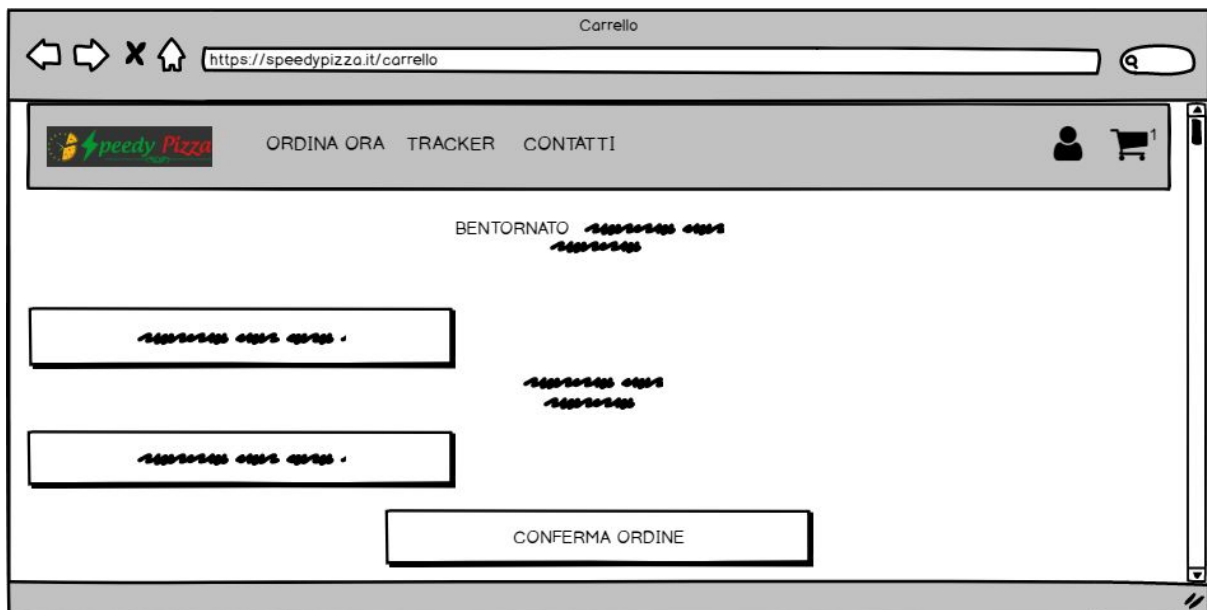 Carrello
https://speedypizza.it/carrello
Speedy Pizza
ORDINA ORA TRACKER CONTATTI
1
BENTORNATO
CONFERMA ORDINE